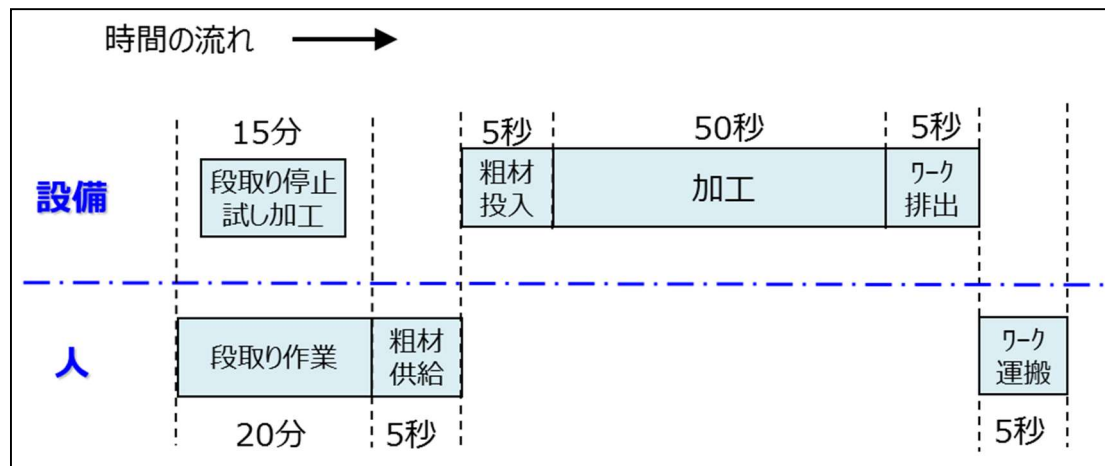 時間の流れ
15分
5秒
50秒
5秒
設備
段取り停止
試し加工
粗材
投入
加工
ワーク
排出
人
段取り作業
粗材
供給
ワーク
運搬
20分
5秒
5秒